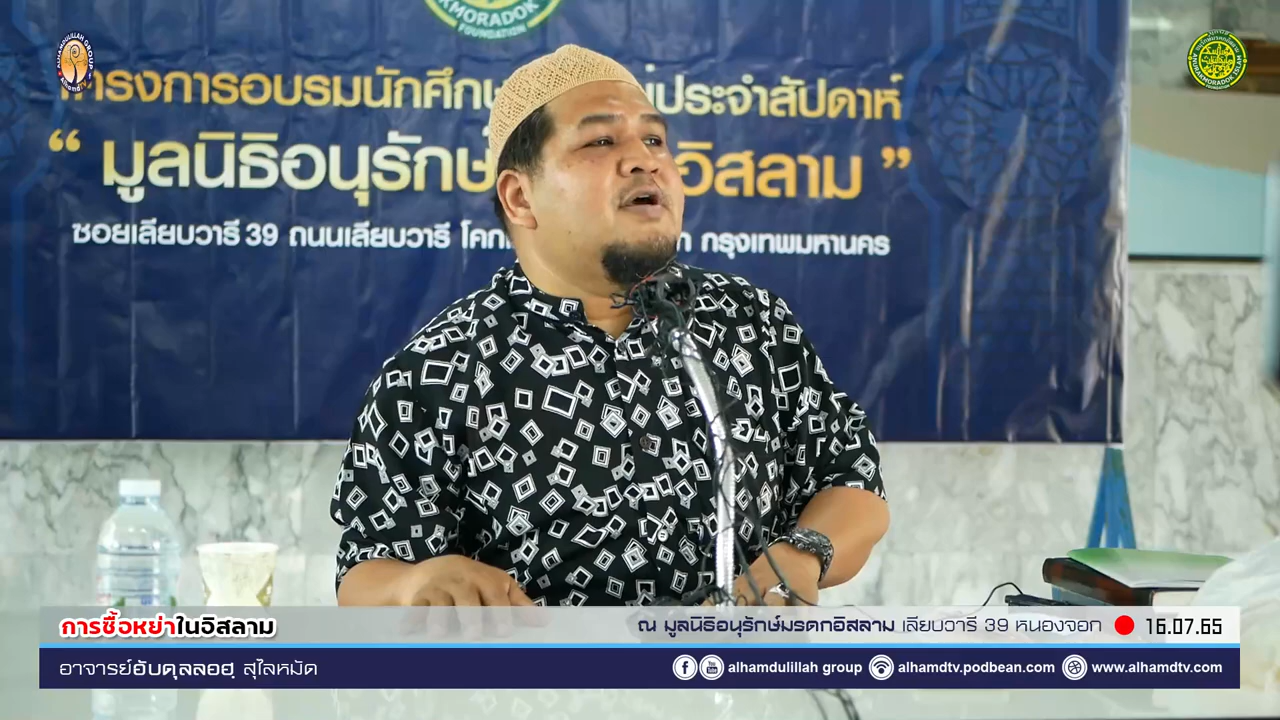 MORADOK
FOUNDATION
ALHAMDULILLAH GROUP
ANURAKMORADOK ISLAM
FOUNDATION
โครงการอบรมนักศึกษ ประจำสัปดาห์
“ มูลนิธิอนุรักษ์ อิสลาม ”
ซอยเลียบวารี 39 ถนนเลียบวารี กรุงเทพมหานคร
การซื้อหย่าในอิสลาม
ณ มูลนิธิอนุรักษ์มรดกอิสลาม เลียบวารี 39 หนองจอก 16.07.65
อาจารย์อับดุลลอฮฺ สุไลหมัด
alhamdulillah group alhamdtv.podbean.com www.alhamdtv.com